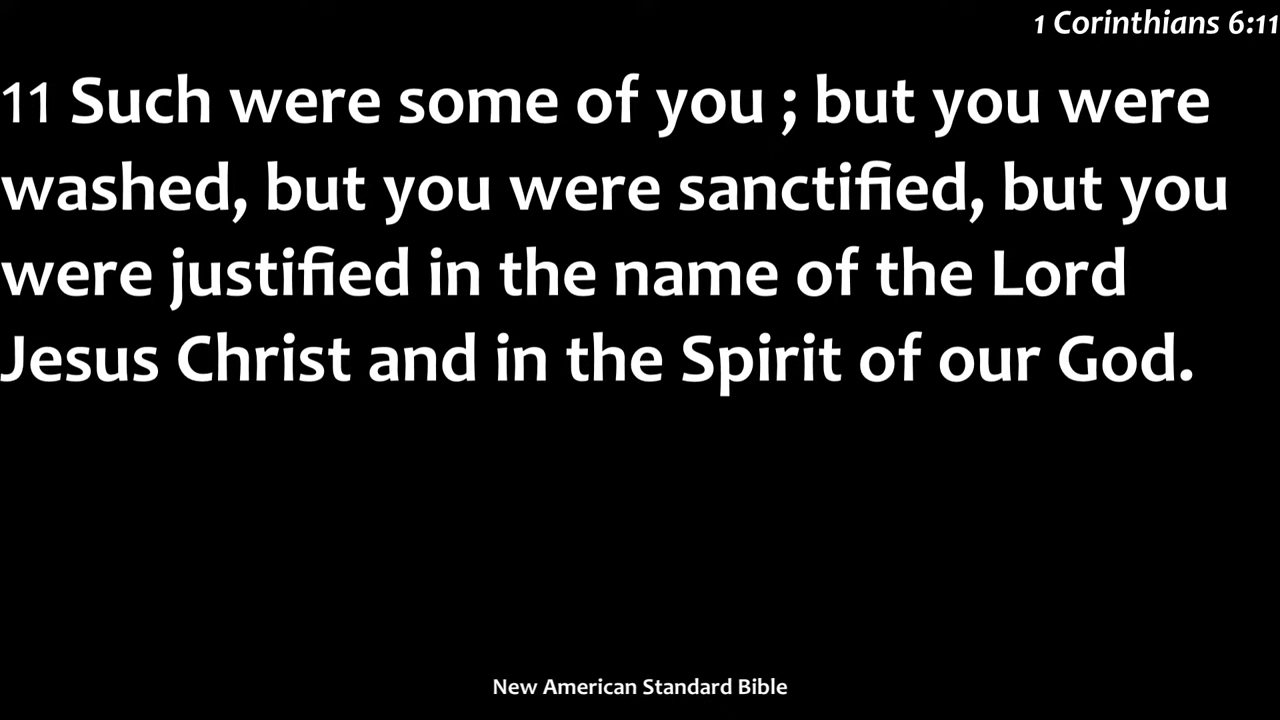 1 Corinthians 6:11
11 Such were some of you ; but you were
washed, but you were sanctified, but you
were justified in the name of the Lord
Jesus Christ and in the Spirit of our God.
New American Standard Bible